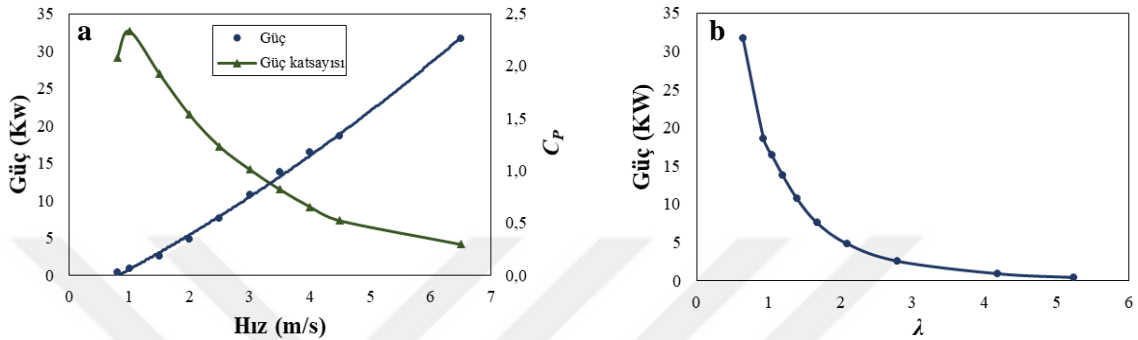 a
Güç
Güç katsayısı
35
30
25
20
15
10
5
0
Güç (Kw)
2,5
2,0
1,5
1,0
0,5
0,0
C_P
0 1 2 3 4 5 6 7
Hız (m/s)
b
35
30
25
20
15
10
5
0
Güç (KW)
0 1 2 3 4 5 6
λ